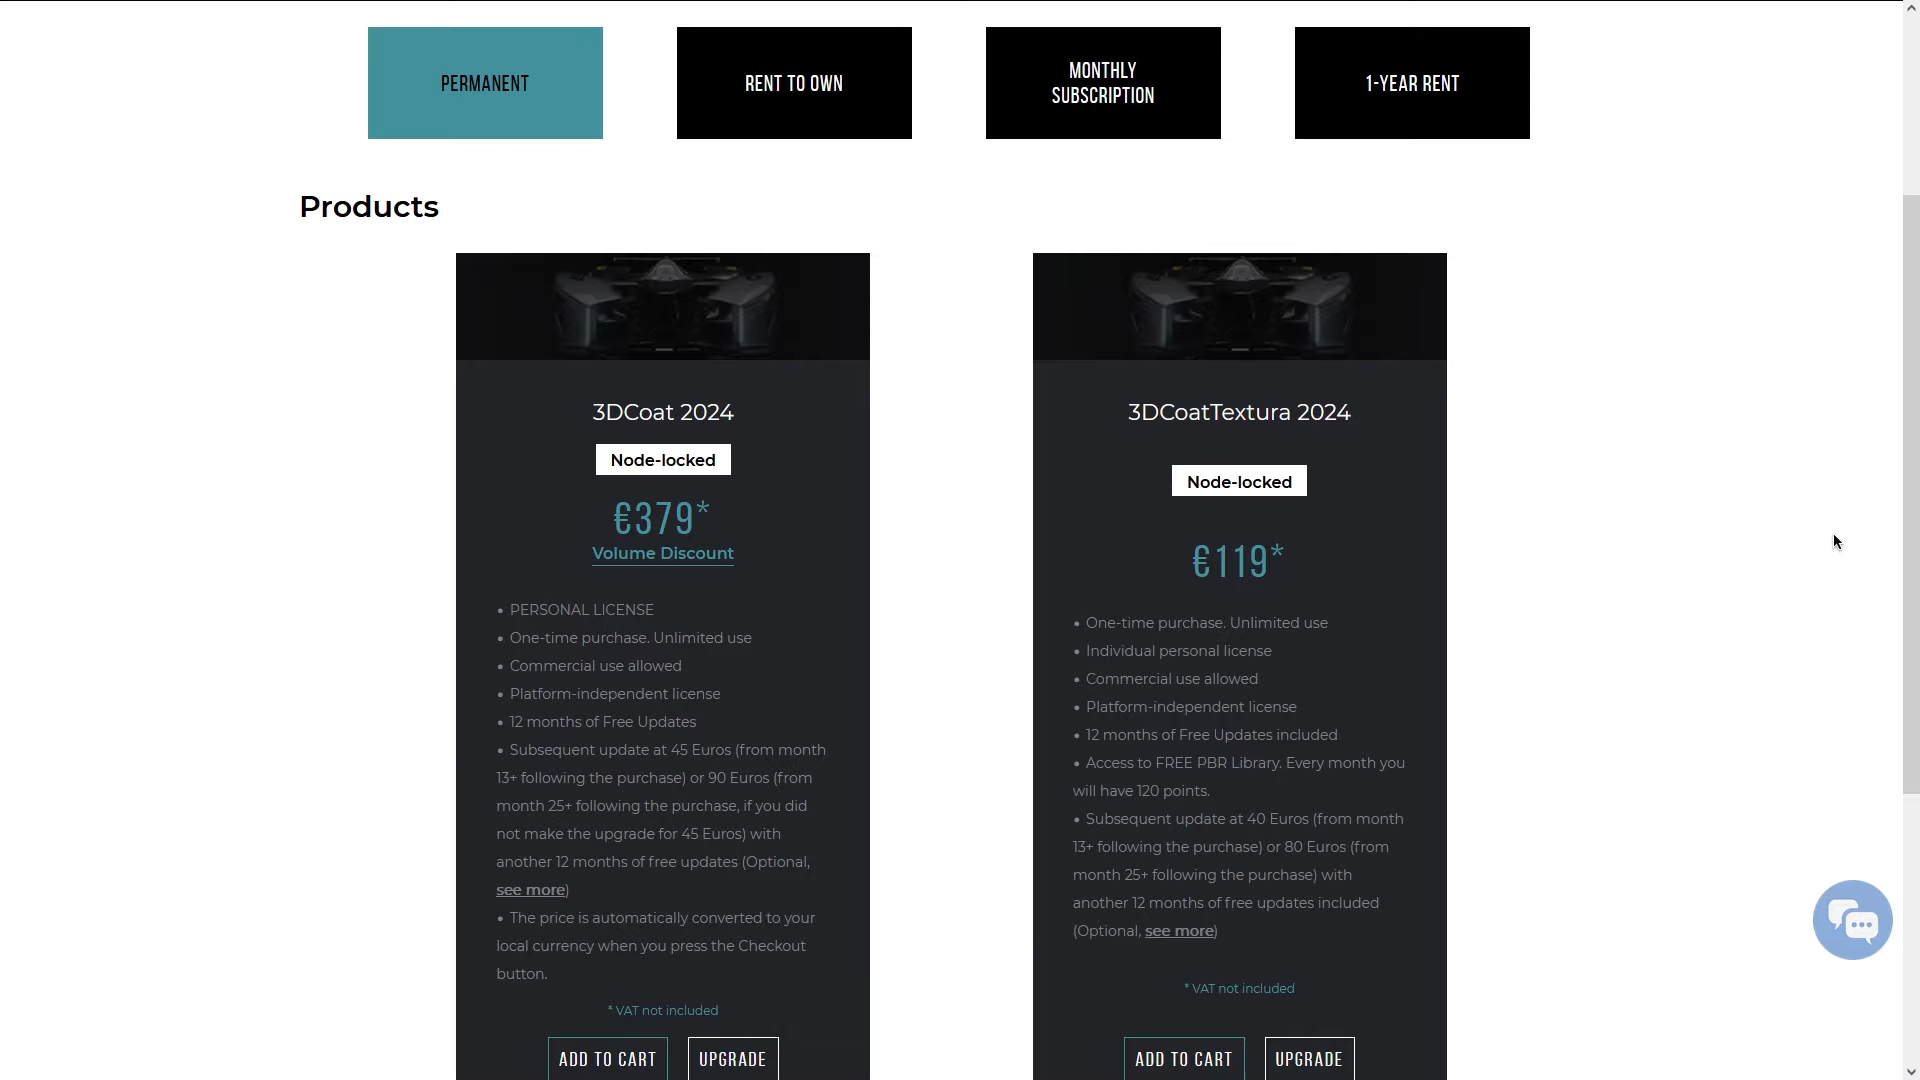 PERMANENT
RENT TO OWN
MONTHLY
SUBSCRIPTION
1-YEAR RENT
Products
3DCoat 2024
Node-locked
€379*
Volume Discount
• PERSONAL LICENSE
• One-time purchase. Unlimited use
• Commercial use allowed
• Platform-independent license
• 12 months of Free Updates
• Subsequent update at 45 Euros (from month
13+ following the purchase) or 90 Euros (from
month 25+ following the purchase, if you did
not make the upgrade for 45 Euros) with
another 12 months of free updates (Optional,
see more)
• The price is automatically converted to your
local currency when you press the Checkout
button.
* VAT not included
ADD TO CART
UPGRADE
3DCoatTextura 2024
Node-locked
€119*
• One-time purchase. Unlimited use
• Individual personal license
• Commercial use allowed
• Platform-independent license
• 12 months of Free Updates included
• Access to FREE PBR Library. Every month you
will have 120 points.
• Subsequent update at 40 Euros (from month
13+ following the purchase) or 80 Euros (from
month 25+ following the purchase) with
another 12 months of free updates included
(Optional, see more)
* VAT not included
ADD TO CART
UPGRADE